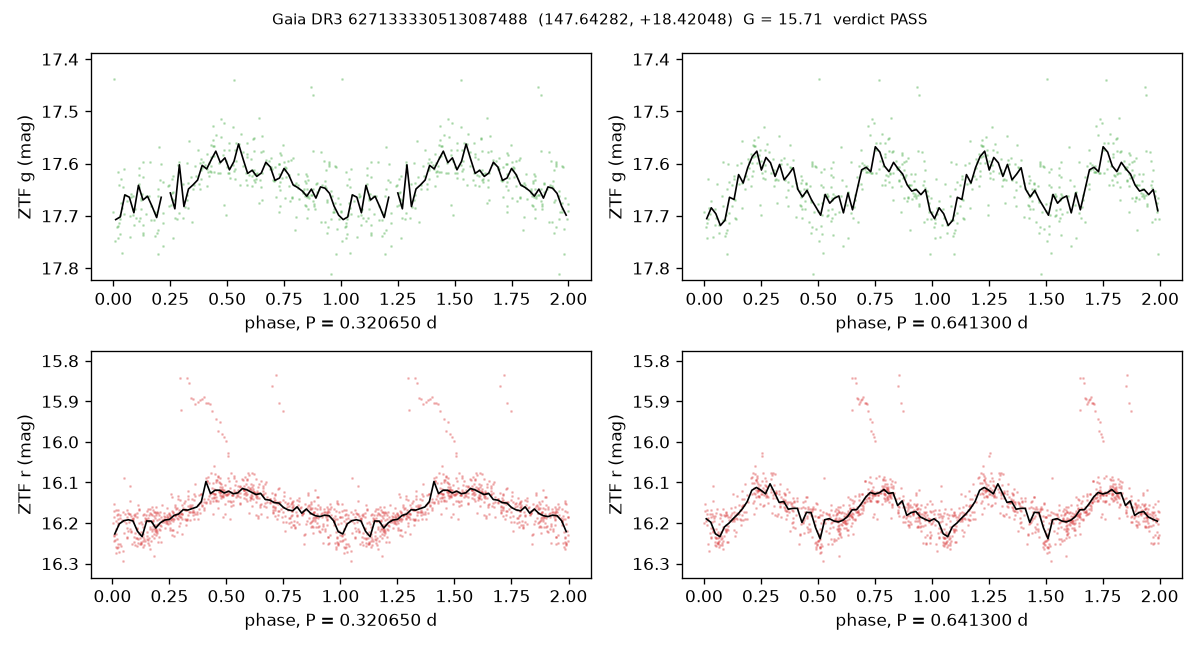 Gaia DR3 627133330513087488 (147.64282, +18.42048) G = 15.71 verdict PASS
17.4
17.5
17.6
17.7
17.8
ZTF g (mag)
0.00 0.25 0.50 0.75 1.00 1.25 1.50 1.75 2.00
phase, P = 0.320650 d
17.4
17.5
17.6
17.7
17.8
ZTF g (mag)
0.00 0.25 0.50 0.75 1.00 1.25 1.50 1.75 2.00
phase, P = 0.641300 d
15.8
15.9
16.0
16.1
16.2
16.3
ZTF r (mag)
0.00 0.25 0.50 0.75 1.00 1.25 1.50 1.75 2.00
phase, P = 0.320650 d
15.8
15.9
16.0
16.1
16.2
16.3
ZTF r (mag)
0.00 0.25 0.50 0.75 1.00 1.25 1.50 1.75 2.00
phase, P = 0.641300 d